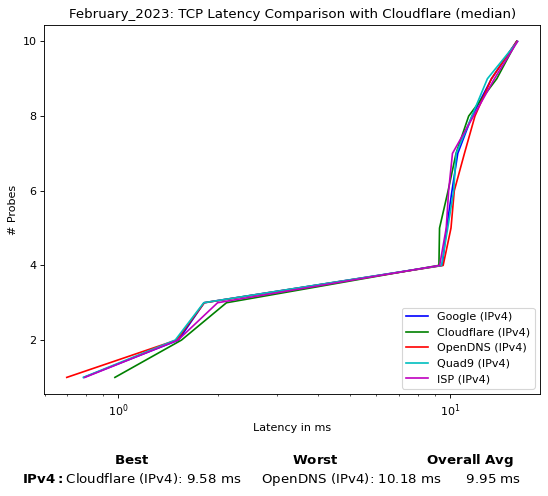 February_2023: TCP Latency Comparison with Cloudflare (median)
10
8
6
4
2
# Probes
Google (IPv4)
Cloudflare (IPv4)
OpenDNS (IPv4)
Quad9 (IPv4)
ISP (IPv4)
10⁰ 10¹
Latency in ms
Best Worst Overall Avg
IPv4: Cloudflare (IPv4): 9.58 ms OpenDNS (IPv4): 10.18 ms 9.95 ms